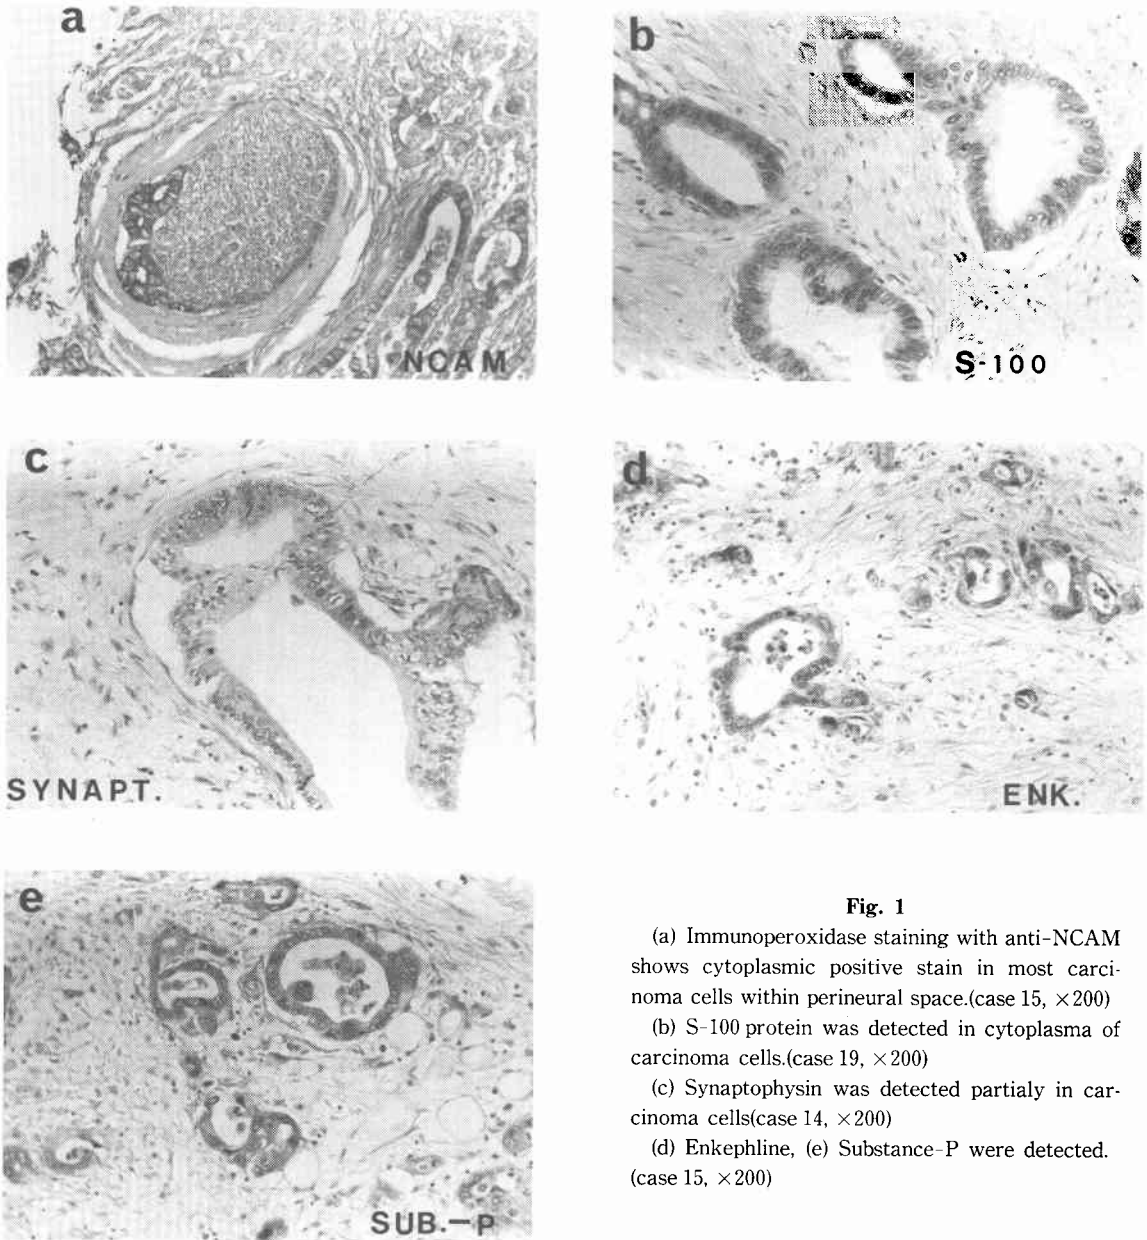 a
NCAM
b
S-100
c
SYNAPT.
d
ENK.
e
SUB.-P
Fig. 1
(a) Immunoperoxidase staining with anti-NCAM
shows cytoplasmic positive stain in most carci-
noma cells within perineural space.(case 15, ×200)
(b) S-100 protein was detected in cytoplasma of
carcinoma cells.(case 19, ×200)
(c) Synaptophysin was detected partialy in car-
cinoma cells(case 14, ×200)
(d) Enkephline, (e) Substance-P were detected.
(case 15, ×200)